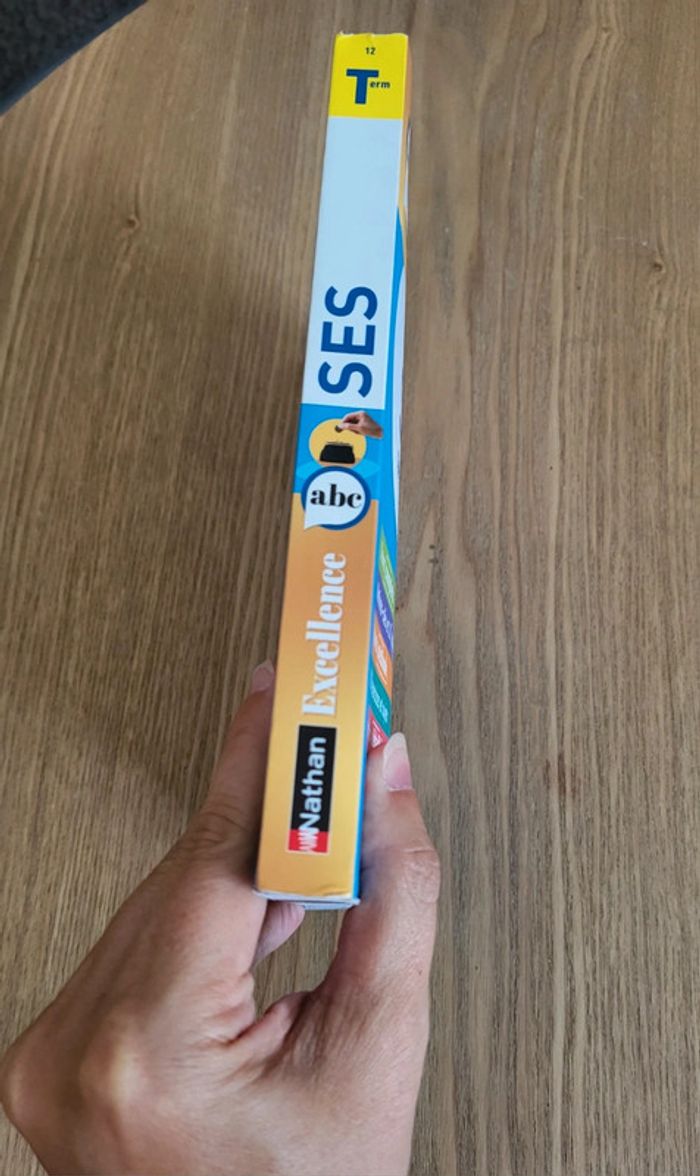 12
Term
SES
abc
Excellence
Nathan